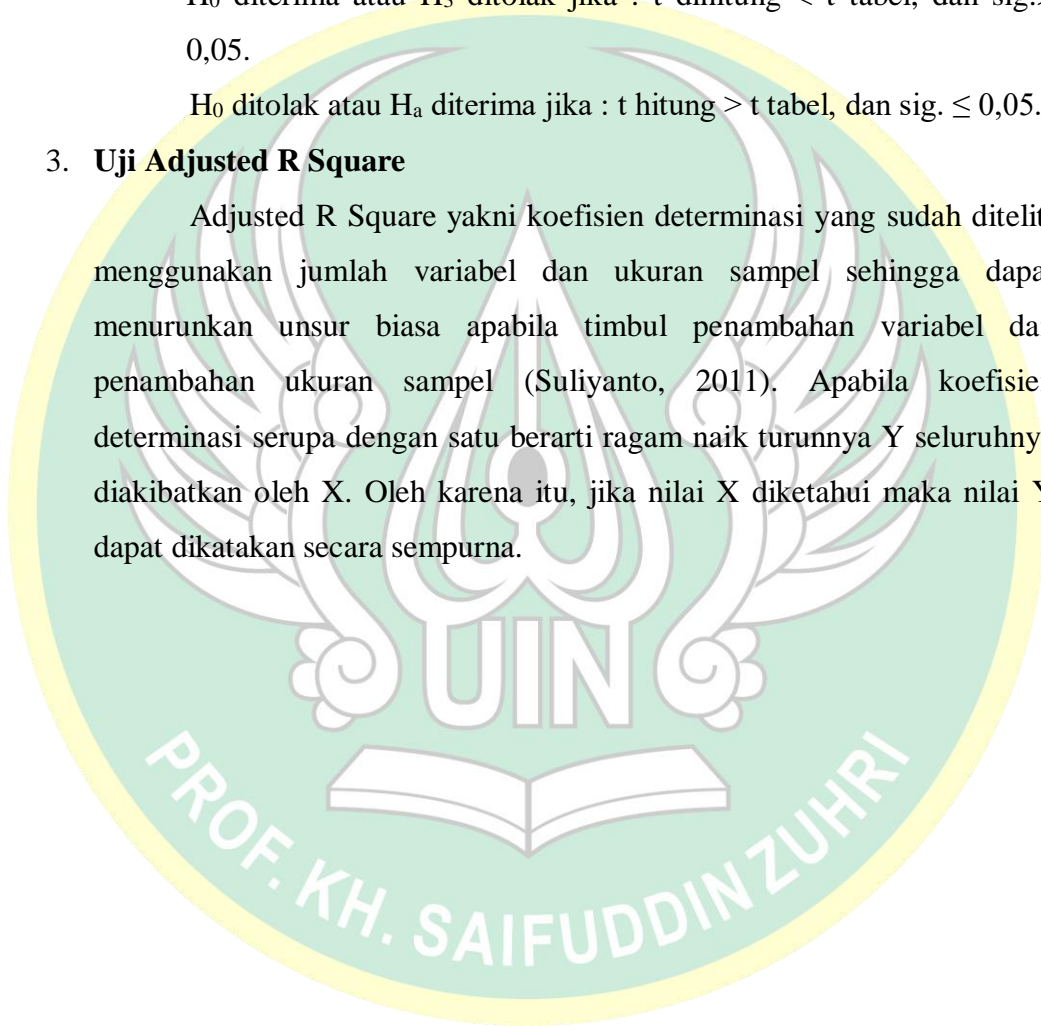 H₀ diterima atau H₃ ditolak jika : t dihitung < t tabel, dan sig.
0,05.
H₀ ditolak atau Hₐ diterima jika : t hitung > t tabel, dan sig. ≤ 0,05.
3. Uji Adjusted R Square
Adjusted R Square yakni koefisien determinasi yang sudah ditelit
menggunakan jumlah variabel dan ukuran sampel sehingga dapa
menurunkan unsur biasa apabila timbul penambahan variabel da
penambahan ukuran sampel (Suliyanto, 2011). Apabila koefisie
determinasi serupa dengan satu berarti ragam naik turunnya Y seluruhny
diakibatkan oleh X. Oleh karena itu, jika nilai X diketahui maka nilai Y
dapat dikatakan secara sempurna.
UIN
PROF. KH. SAIFUDDIN ZUHRI